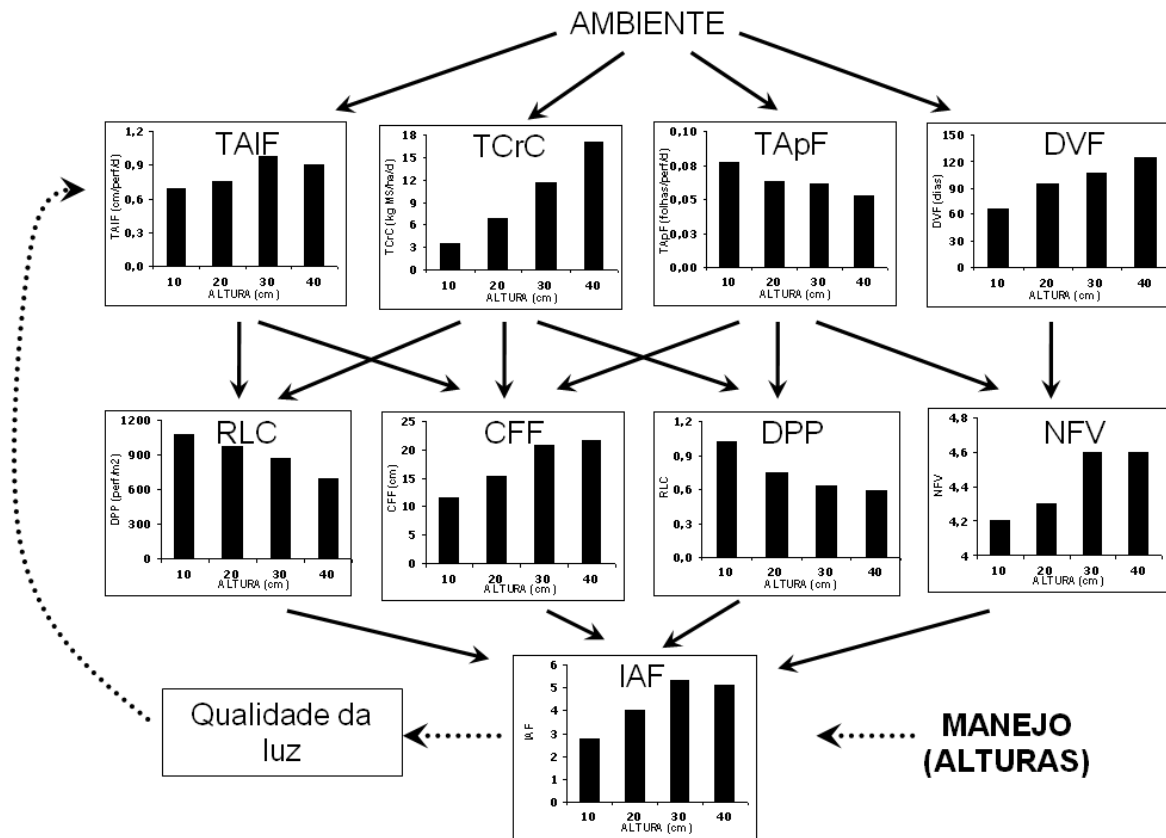 AMBIENTE
TAlF
TAlF (cm/perf/d)
1,2
0,9
0,6
0,3
0,0
10 20 30 40
ALTURA (cm)
TCrC
TCrC (kg MS/ha/d)
18
15
12
9
6
3
0
10 20 30 40
ALTURA (cm)
TApF
TApF (folhas/perf/d)
0,10
0,08
0,05
0,03
0,00
10 20 30 40
ALTURA (cm)
DVF
DVF (dias)
150
120
90
60
30
0
10 20 30 40
ALTURA (cm)
RLC
DPP (perf/m2)
1200
900
600
300
0
10 20 30 40
ALTURA (cm)
CFF
CFF (cm)
25
20
15
10
5
0
10 20 30 40
ALTURA (cm)
DPP
RLC
1,2
0,9
0,6
0,3
0,0
10 20 30 40
ALTURA (cm)
NFV
NFV
4,8
4,6
4,4
4,2
4
10 20 30 40
ALTURA (cm)
IAF
IAF
6
5
4
3
2
1
0
10 20 30 40
ALTURA (cm)
Qualidade da
luz
MANEJO
(ALTURAS)